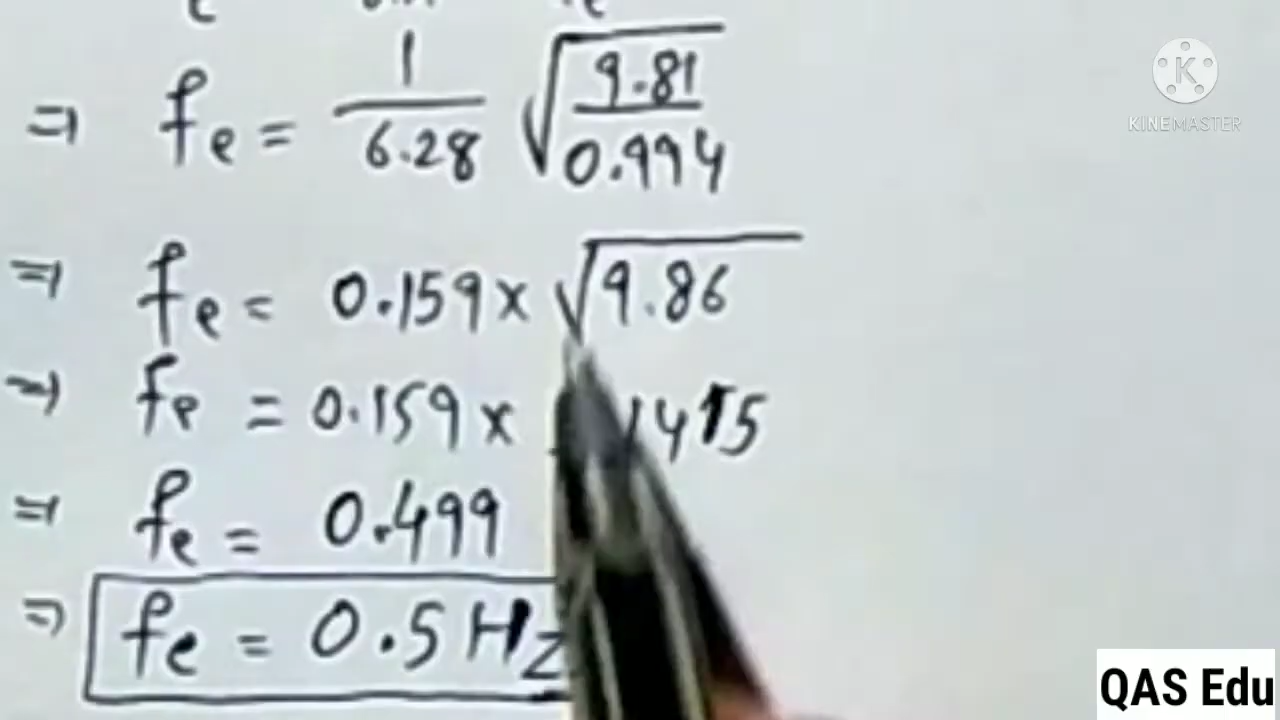 ⇒ fe = 1/6.28 √(9.81/0.994)
⇒ fe = 0.159 × √9.86
⇒ fe = 0.159 × 1415
⇒ fe = 0.499
⇒ fe = 0.5 Hz
KINEMASTER
QAS Edu